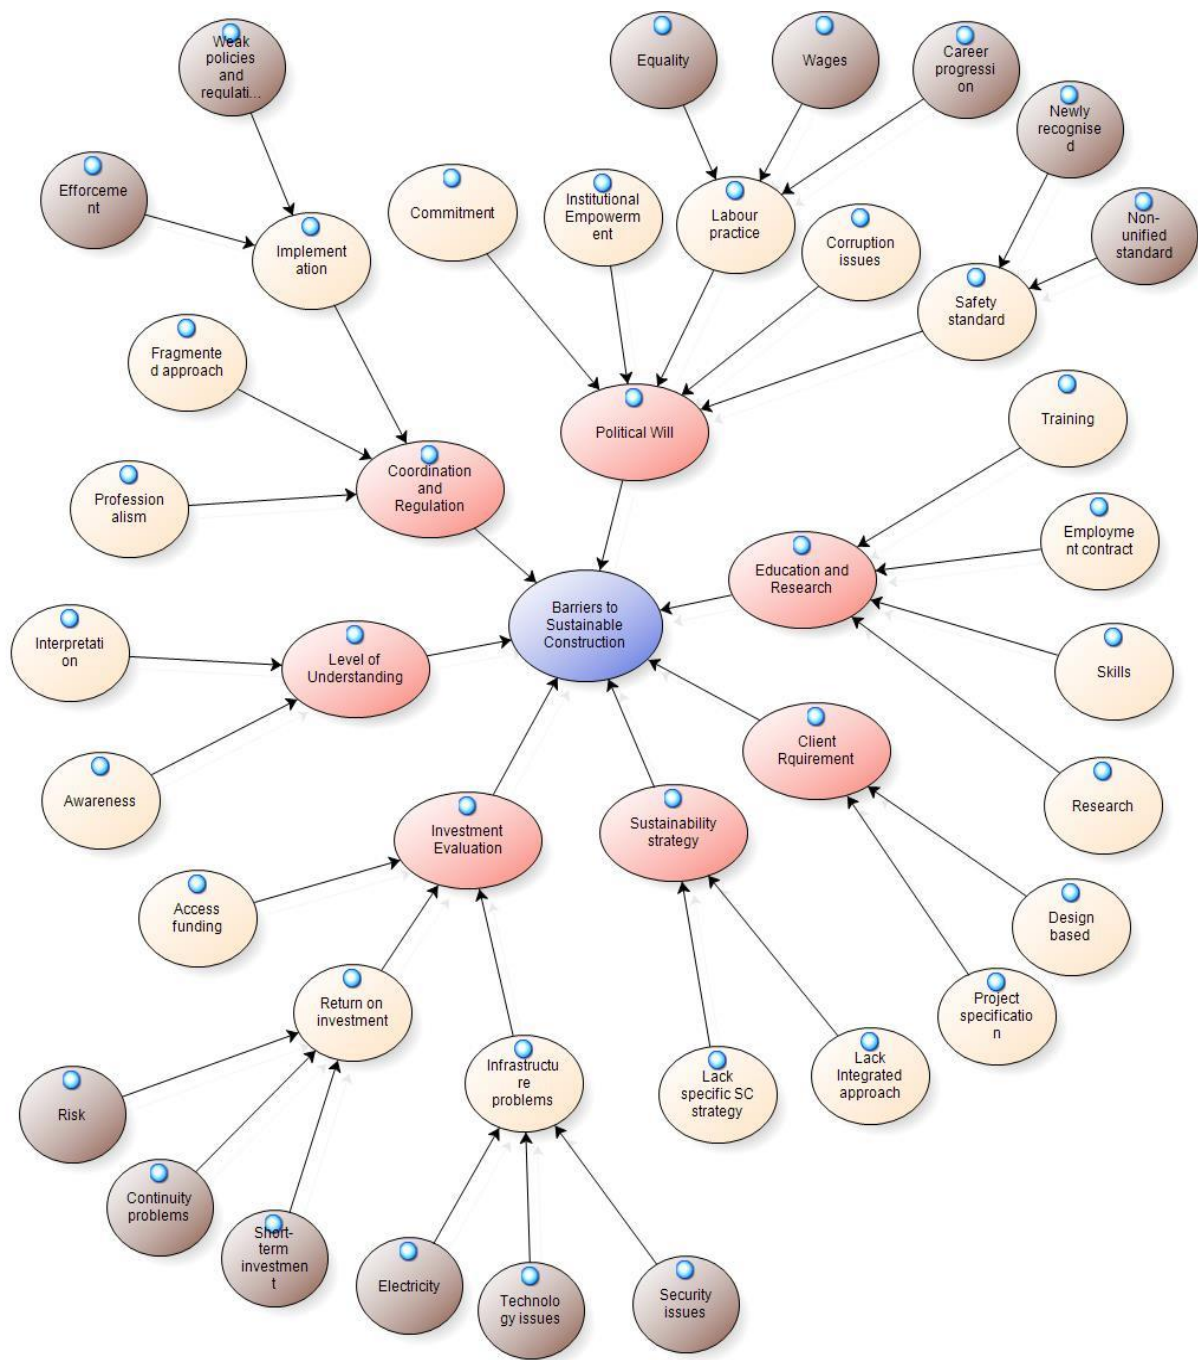 Weak
policies
and
requlati...
Equality
Wages
Career
progressi
on
Newly
recognise
d
Efforceme
nt
Commitment
Institutional
Empowerm
ent
Labour
practice
Corruption
issues
Non-
unified
standard
Implement
ation
Safety
standard
Fragmente
d approach
Political Will
Training
Coordination
and
Regulation
Profession
alism
Employme
nt contract
Education and
Research
Barriers to
Sustainable
Construction
Interpretati
on
Level of
Understanding
Skills
Client
Rquirement
Awareness
Investment
Evaluation
Sustainability
strategy
Research
Access
funding
Design
based
Return on
investment
Project
specificatio
n
Infrastructu
re
problems
Lack
specific SC
strategy
Lack
Integrated
approach
Risk
Continuity
problems
Short-
term
investmen
t
Electricity
Technolo
gy issues
Security
issues